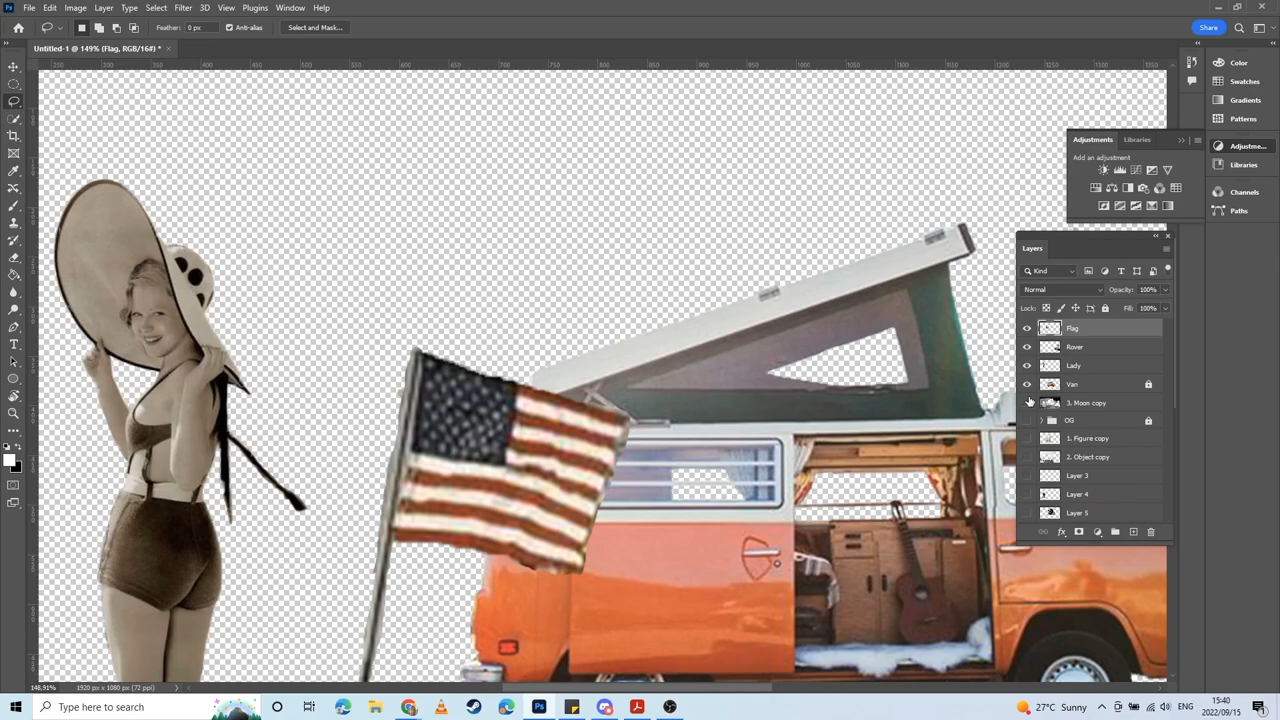 File Edit Image Layer Type Select Filter 3D View Plugins Window Help
Feather: 0 px Anti-alias Select and Mask... Share
Untitled-1 @ 149% (Flag, RGB/16#) * ×
Color
Swatches
Gradients
Patterns
Adjustments Libraries
Add an adjustment
Adjustme...
Libraries
Channels
Paths
Layers
Kind
Normal Opacity: 100%
Lock: Fill: 100%
Flag
Rover
Lady
Van
3. Moon copy
OG
1. Figure copy
2. Object copy
Layer 3
Layer 4
Layer 5
148,91% 1920 px x 1080 px (72 ppi)
Type here to search
27°C Sunny ENG 15:40
2022/09/15